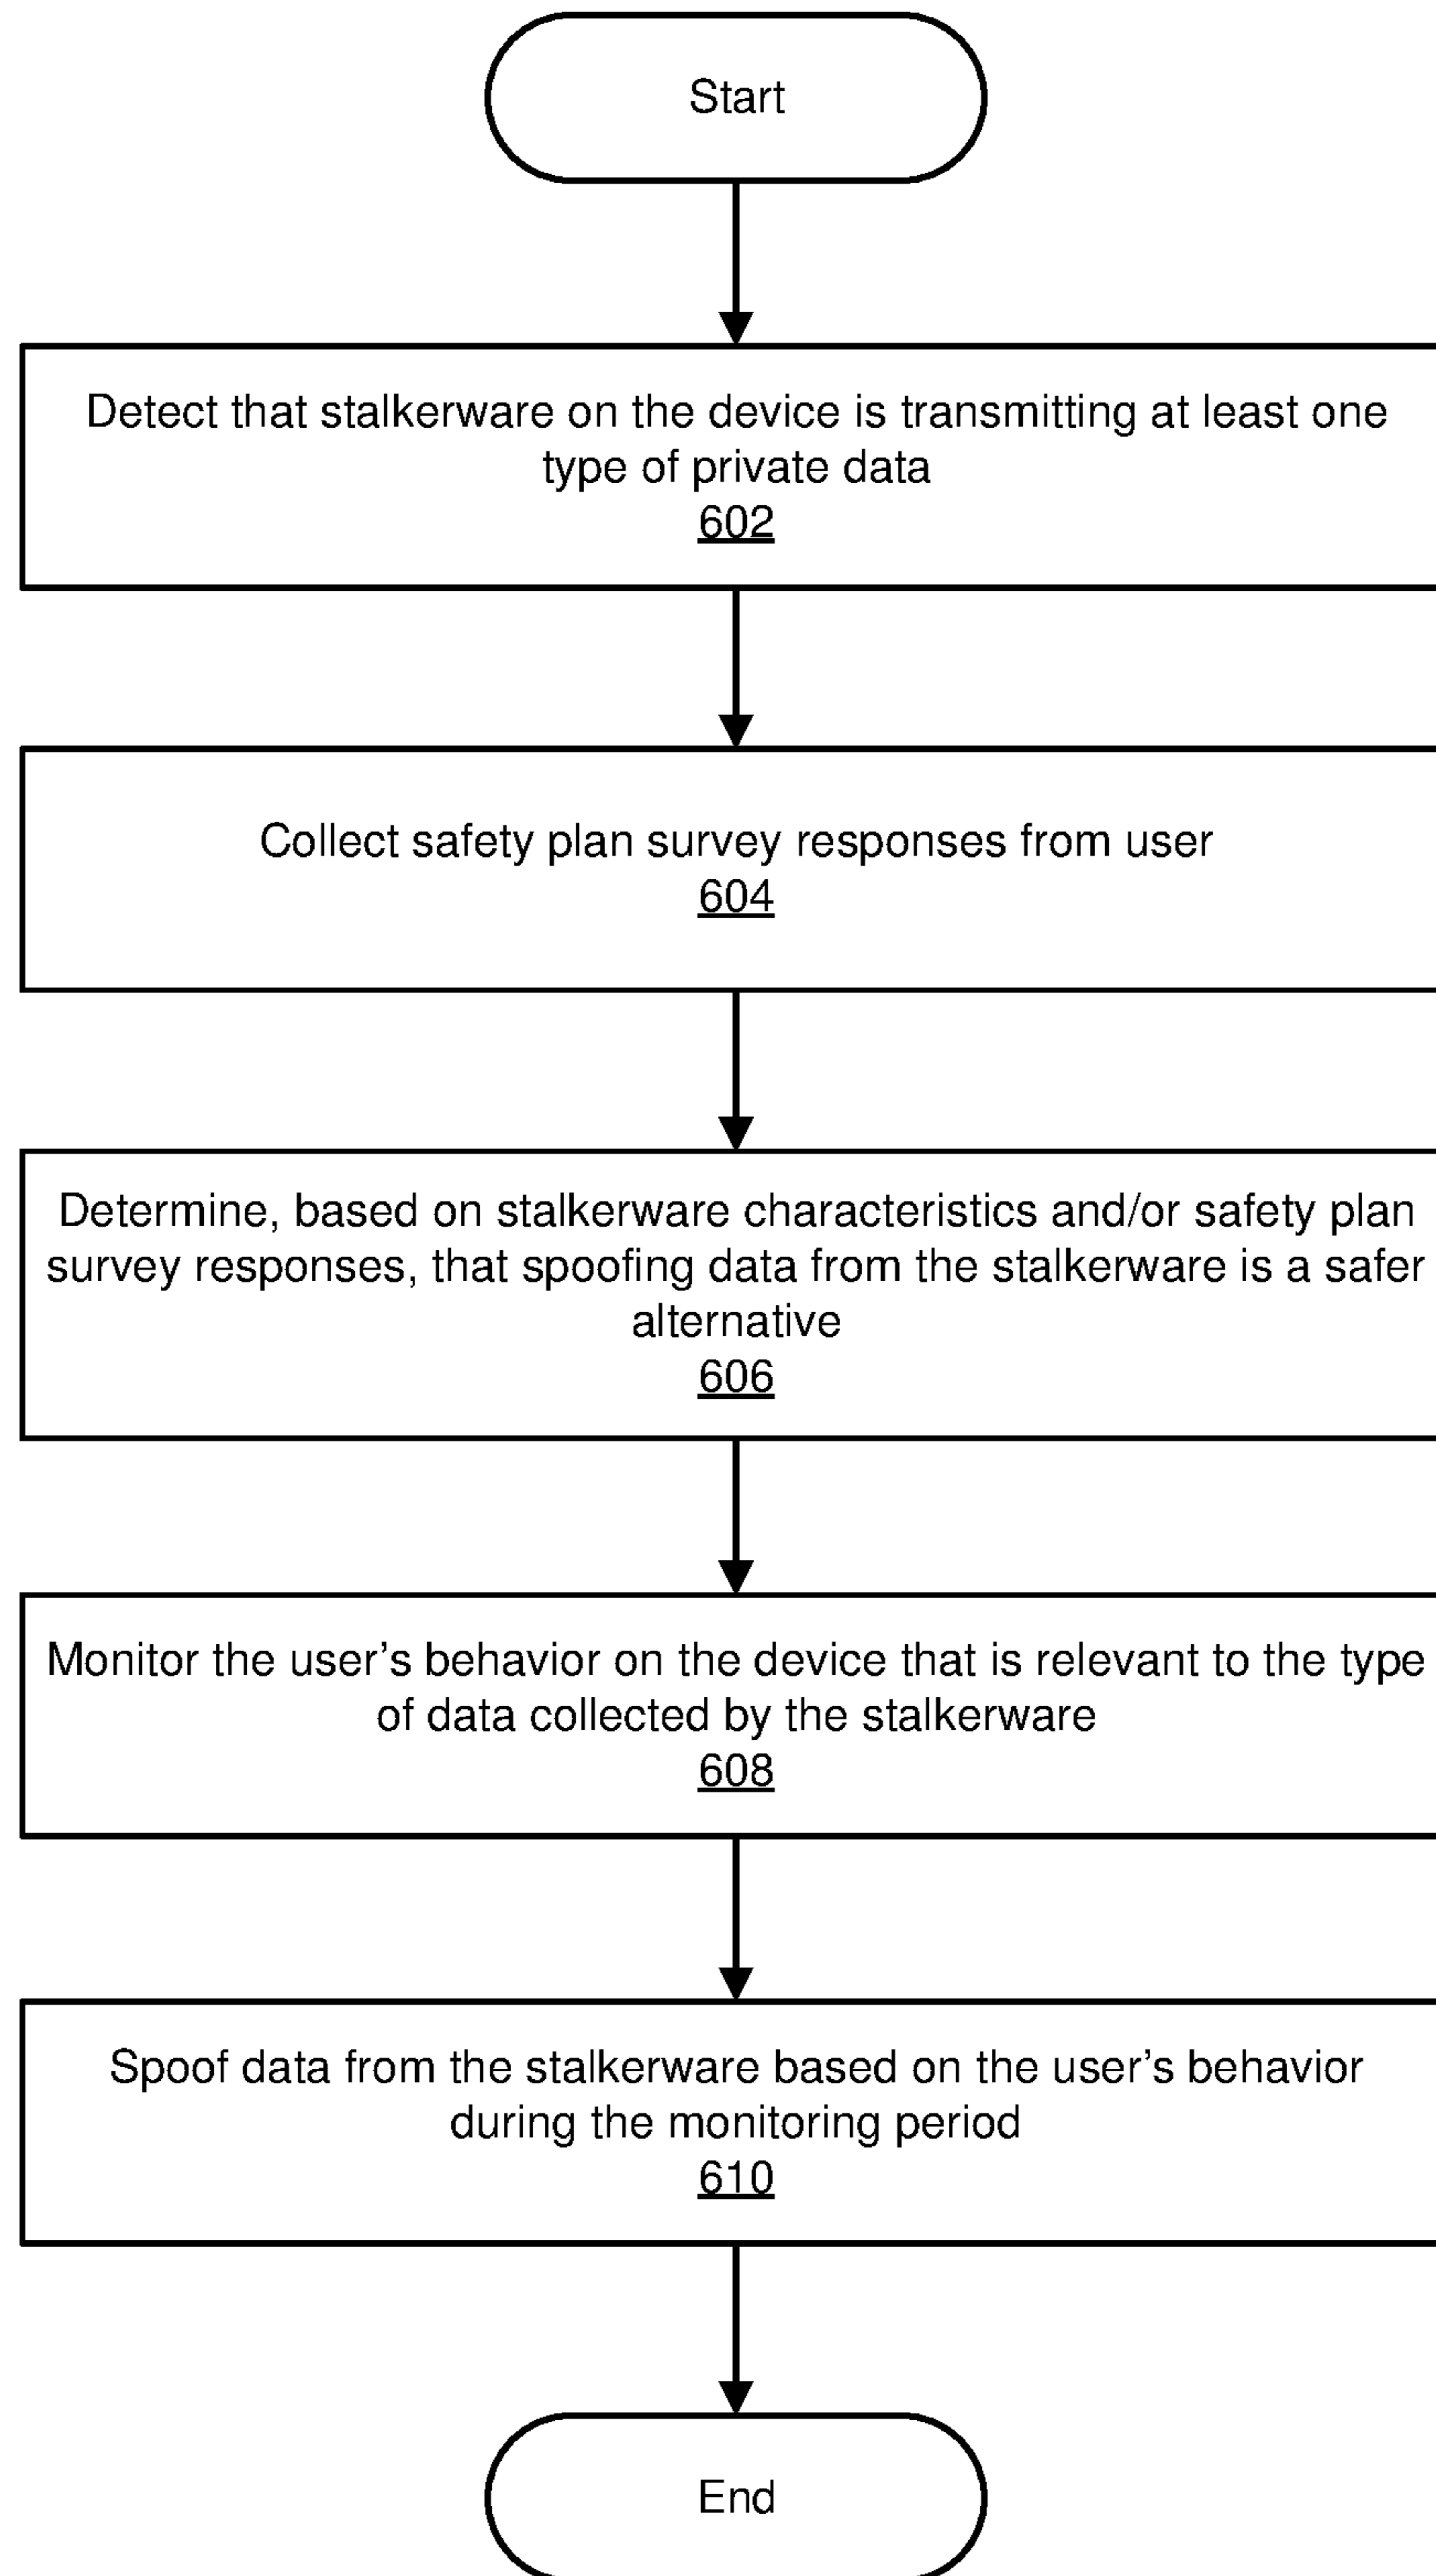 Start
Detect that stalkerware on the device is transmitting at least one
type of private data
602
Collect safety plan survey responses from user
604
Determine, based on stalkerware characteristics and/or safety plan
survey responses, that spoofing data from the stalkerware is a safer
alternative
606
Monitor the user's behavior on the device that is relevant to the type
of data collected by the stalkerware
608
Spoof data from the stalkerware based on the user's behavior
during the monitoring period
610
End